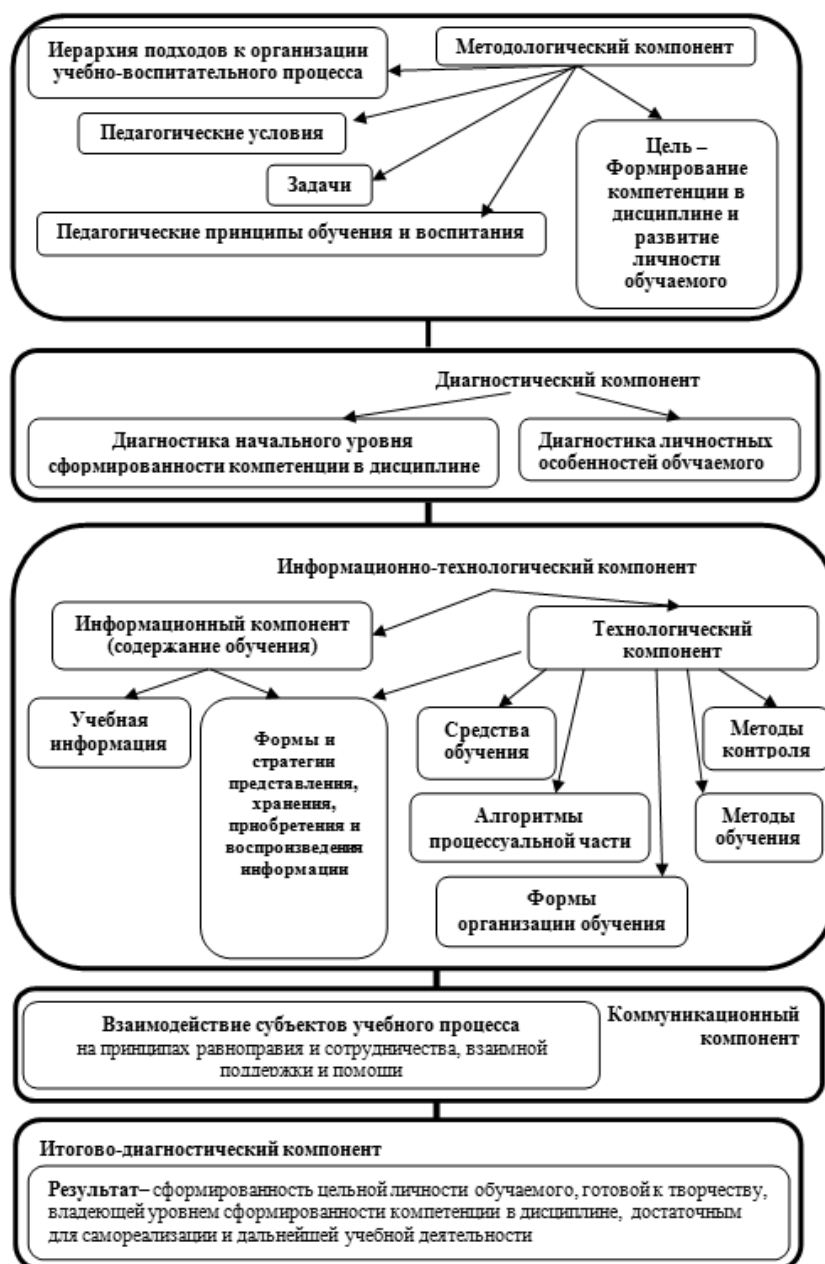 Иерархия подходов к организации
учебно-воспитательного процесса
Методологический компонент
Педагогические условия
Задачи
Педагогические принципы обучения и воспитания
Цель –
Формирование
компетенции в
дисциплине и
развитие
личности
обучаемого
Диагностический компонент
Диагностика начального уровня
сформированности компетенции в дисциплине
Диагностика личностных
особенностей обучаемого
Информационно-технологический компонент
Информационный компонент
(содержание обучения)
Технологический
компонент
Учебная
информация
Формы и
стратегии
представления,
хранения,
приобретения и
воспроизведения
информации
Средства
обучения
Методы
контроля
Алгоритмы
процессуальной части
Методы
обучения
Формы
организации обучения
Взаимодействие субъектов учебного процесса
на принципах равноправия и сотрудничества, взаимной
поддержки и помощи
Коммуникационный
компонент
Итогово-диагностический компонент
Результат– сформированность цельной личности обучаемого, готовой к творчеству,
владеющей уровнем сформированности компетенции в дисциплине, достаточным
для самореализации и дальнейшей учебной деятельности